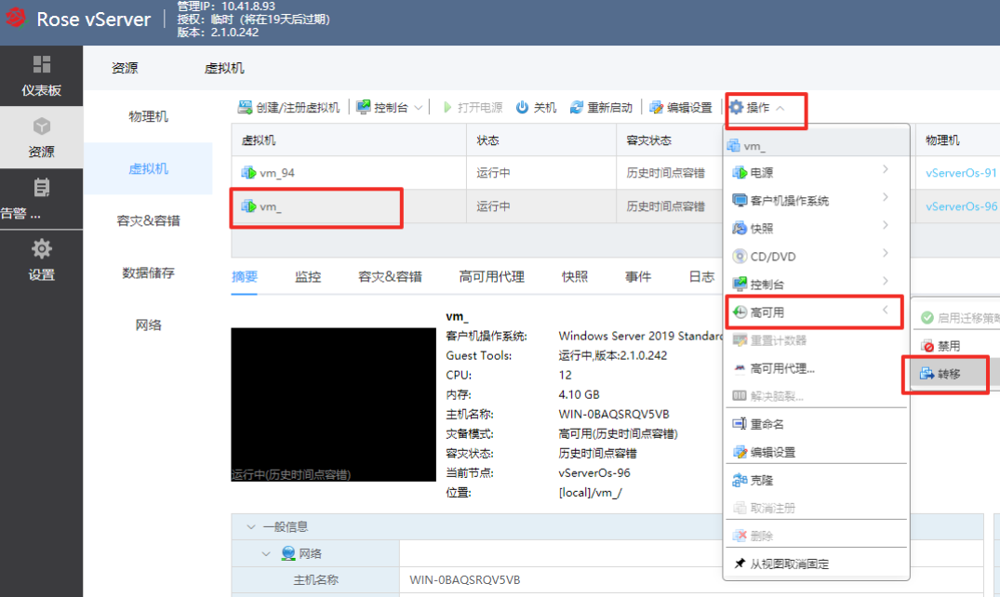 Rose vServer
管理IP: 10.41.8.93
授权: 临时 (将在19天后过期)
版本: 2.1.0.242
仪表板
资源
告警 ...
设置
资源 虚拟机
物理机
虚拟机
容灾&容错
数据储存
网络
创建/注册虚拟机 控制台 打开电源 关机 重新启动 编辑设置 操作
虚拟机 状态 容灾状态 物理机
vm_94 运行中 历史时间点容错 vServerOs-91
vm_ 运行中 历史时间点容错 vServerOs-96
摘要 监控 容灾&容错 高可用代理 快照 事件 日志
vm_
客户机操作系统: Windows Server 2019 Standard
Guest Tools: 运行中,版本:2.1.0.242
CPU: 12
内存: 4.10 GB
主机名称: WIN-0BAQSRQV5VB
灾备模式: 高可用(历史时间点容错)
容灾状态: 历史时间点容错
当前节点: vServerOs-96
位置: [local]/vm_/
运行中(历史时间点容错)
一般信息
网络
主机名称 WIN-0BAQSRQV5VB
vm_
电源
客户机操作系统
快照
CD/DVD
控制台
高可用
重置计数器
高可用代理...
解决脑裂...
重命名
编辑设置
克隆
取消注册
删除
从视图取消固定
启用迁移策略
禁用
转移